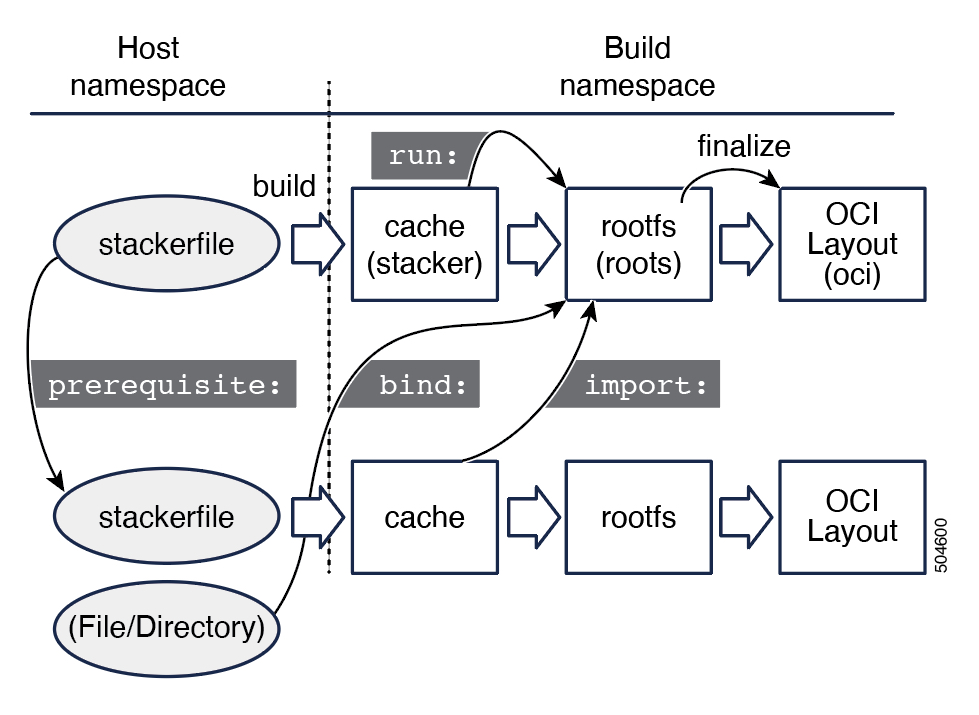 Host
namespace
Build
namespace
run:
finalize
build
stackerfile
cache
(stacker)
rootfs
(roots)
OCI
Layout
(oci)
prerequisite:
bind:
import:
stackerfile
cache
rootfs
OCI
Layout
(File/Directory)
504600